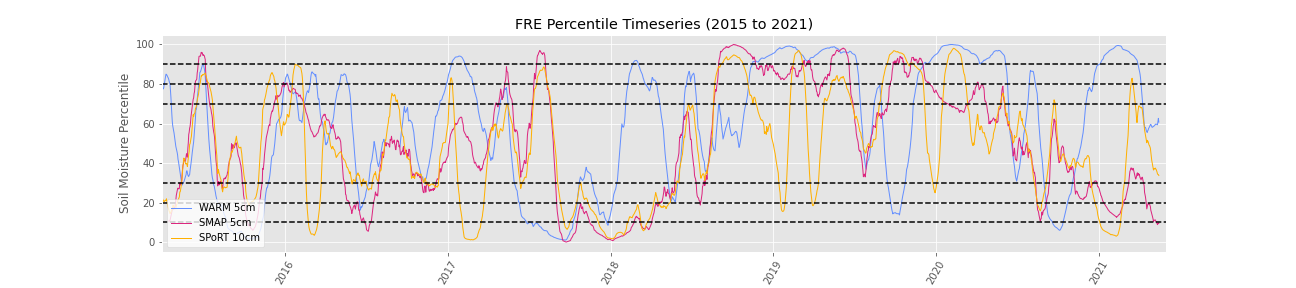 FRE Percentile Timeseries (2015 to 2021)
Soil Moisture Percentile
100
80
60
40
20
0
WARM 5cm
SMAP 5cm
SPoRT 10cm
2016
2017
2018
2019
2020
2021